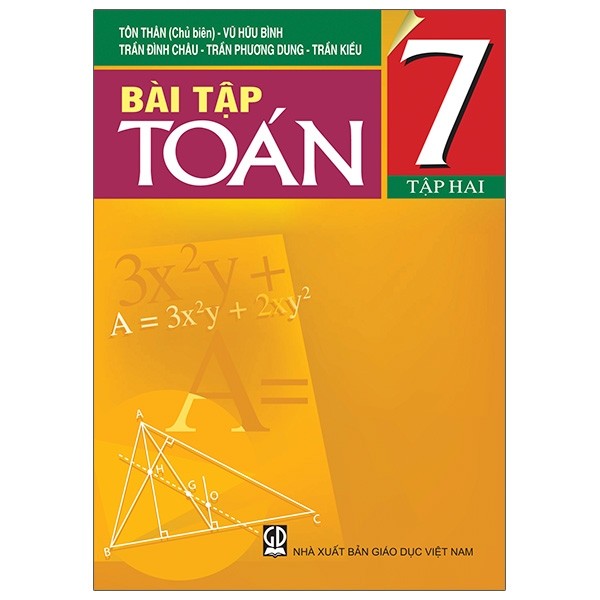 TÔN THÂN (Chủ biên) - VŨ HỮU BÌNH
TRẦN ĐÌNH CHÂU - TRẦN PHƯƠNG DUNG - TRẦN KIỀU
BÀI TẬP
TOÁN
7
TẬP HAI
3x²y +
A = 3x²y + 2xy²
A=
A
H
G
O
B
C
GD
NHÀ XUẤT BẢN GIÁO DỤC VIỆT NAM